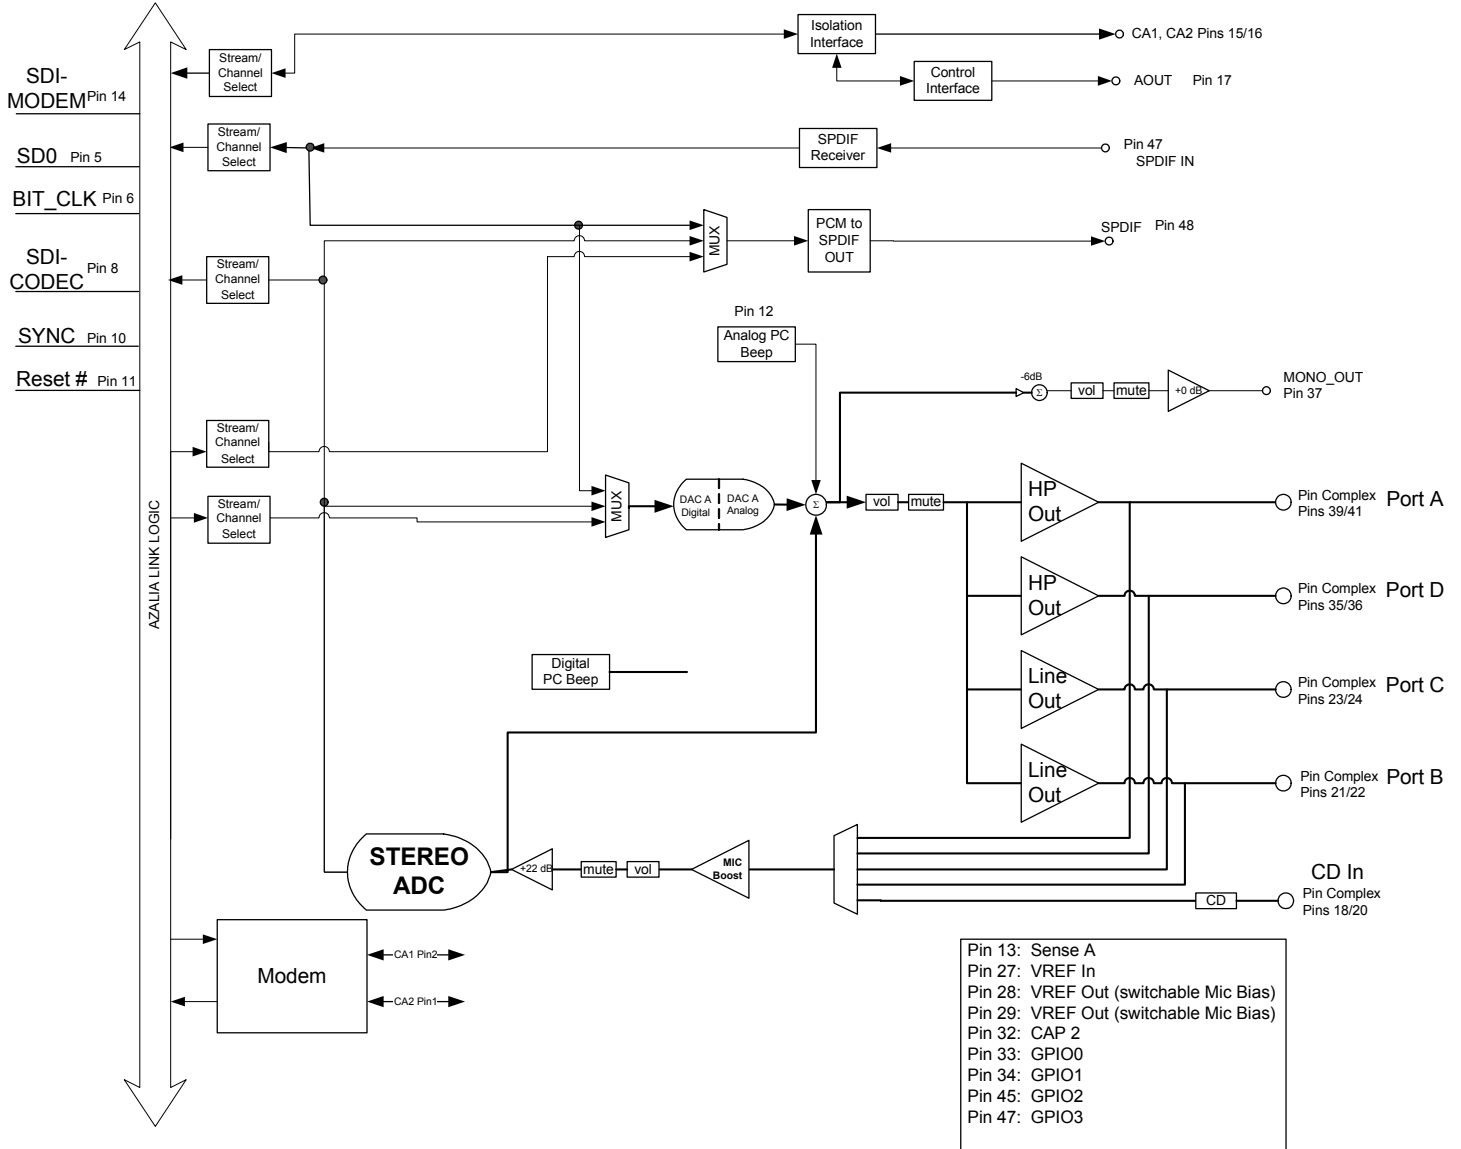 Isolation
Interface
CA1, CA2 Pins 15/16
Stream/
Channel
Select
Control
Interface
AOUT Pin 17
SDI-
MODEM Pin 14
Stream/
Channel
Select
SPDIF
Receiver
Pin 47
SPDIF IN
SD0 Pin 5
BIT_CLK Pin 6
MUX
PCM to
SPDIF
OUT
SPDIF Pin 48
SDI-
CODEC Pin 8
Stream/
Channel
Select
Pin 12
Analog PC
Beep
SYNC Pin 10
Reset # Pin 11
-6dB
Σ
vol
mute
+0 dB
MONO_OUT
Pin 37
Stream/
Channel
Select
Stream/
Channel
Select
MUX
DAC A
Digital
DAC A
Analog
Σ
vol
mute
HP
Out
Pin Complex
Pins 39/41
Port A
AZALIA LINK LOGIC
HP
Out
Pin Complex
Pins 35/36
Port D
Digital
PC Beep
Line
Out
Pin Complex
Pins 23/24
Port C
Line
Out
Pin Complex
Pins 21/22
Port B
STEREO
ADC
+22 dB
mute
vol
MIC
Boost
CD In
CD
Pin Complex
Pins 18/20
Modem
CA1 Pin2
CA2 Pin1
Pin 13: Sense A
Pin 27: VREF In
Pin 28: VREF Out (switchable Mic Bias)
Pin 29: VREF Out (switchable Mic Bias)
Pin 32: CAP 2
Pin 33: GPIO0
Pin 34: GPIO1
Pin 45: GPIO2
Pin 47: GPIO3